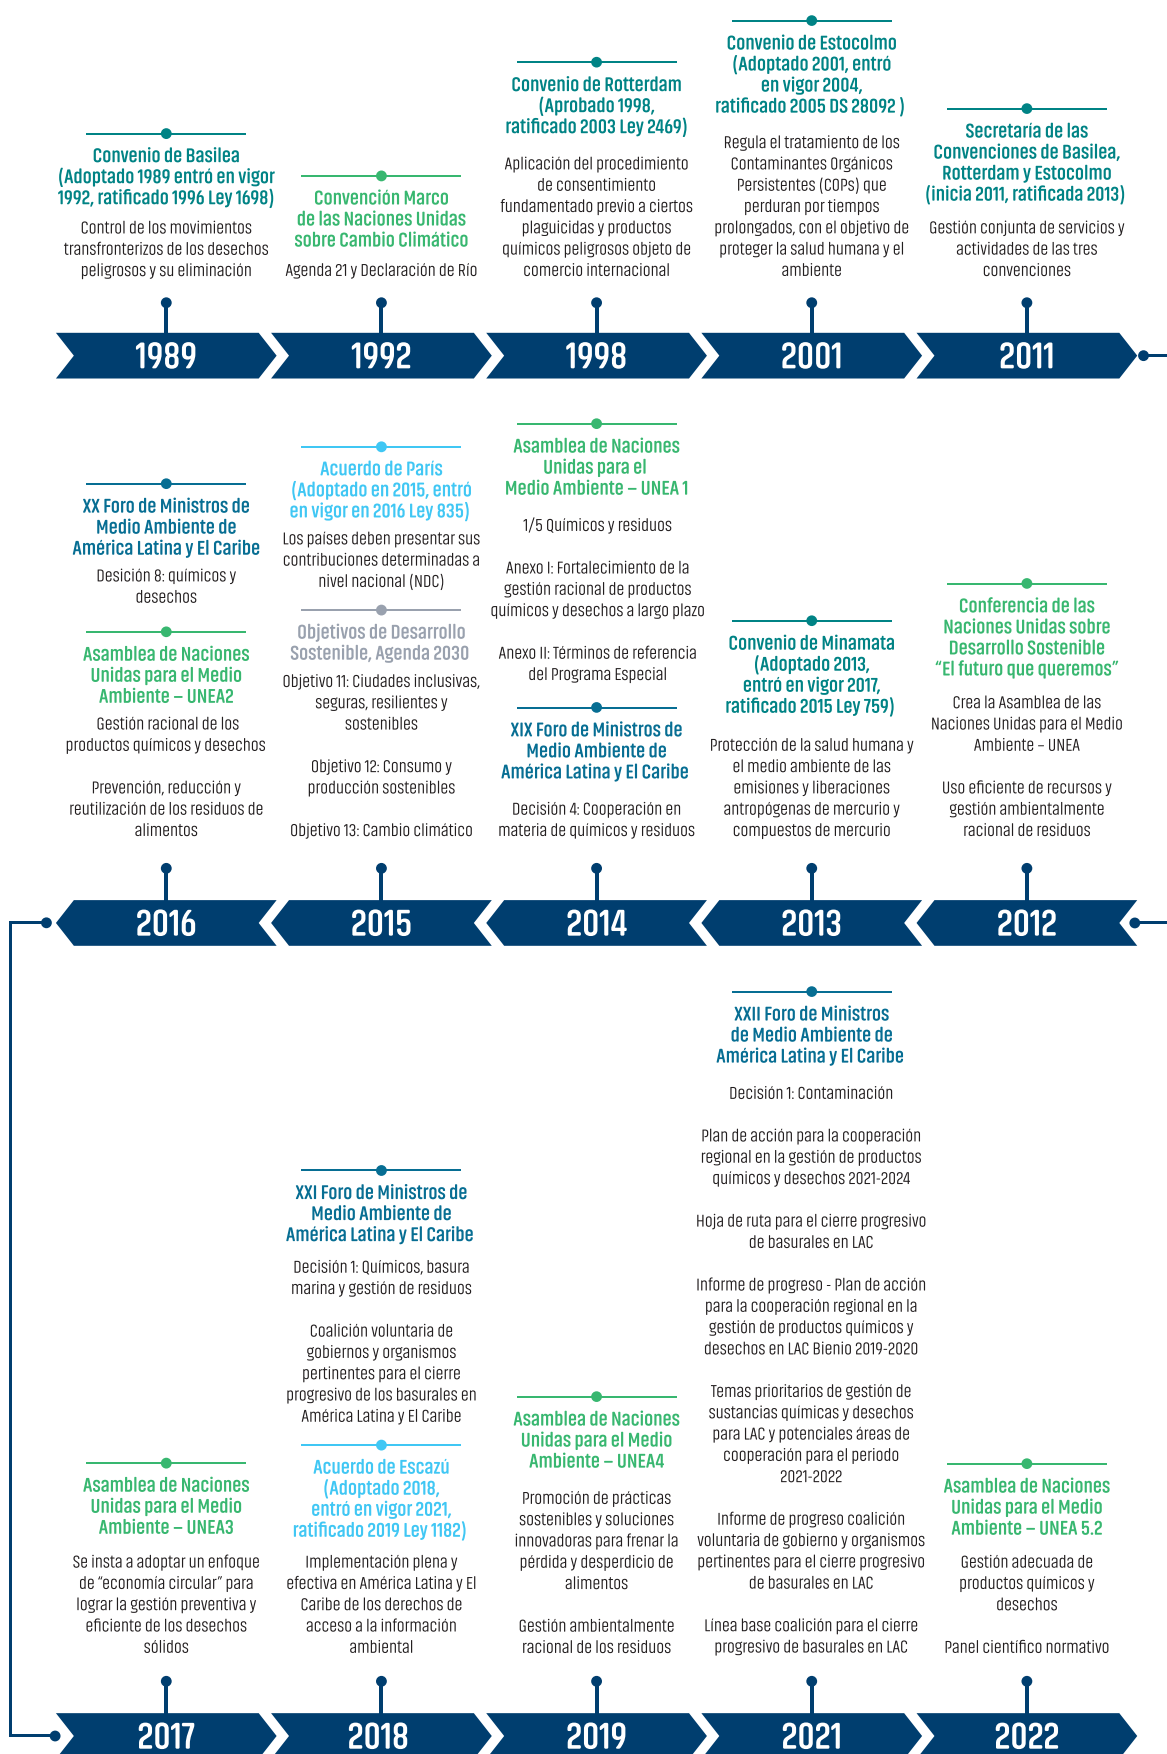 Convenio de Basilea
(Adoptado 1989 entró en vigor
1992, ratificado 1996 Ley 1698)
Control de los movimientos
transfronterizos de los desechos
peligrosos y su eliminación
1989
Convención Marco
de las Naciones Unidas
sobre Cambio Climático
Agenda 21 y Declaración de Río
1992
Convenio de Rotterdam
(Aprobado 1998,
ratificado 2003 Ley 2469)
Aplicación del procedimiento
de consentimiento
fundamentado previo a ciertos
plaguicidas y productos
químicos peligrosos objeto de
comercio internacional
1998
Convenio de Estocolmo
(Adoptado 2001, entró
en vigor 2004,
ratificado 2005 DS 28092 )
Regula el tratamiento de los
Contaminantes Orgánicos
Persistentes (COPs) que
perduran por tiempos
prolongados, con el objetivo de
proteger la salud humana y el
ambiente
2001
Secretaría de las
Convenciones de Basilea,
Rotterdam y Estocolmo
(inicia 2011, ratificada 2013)
Gestión conjunta de servicios y
actividades de las tres
convenciones
2011
XX Foro de Ministros de
Medio Ambiente de
América Latina y El Caribe
Desición 8: químicos y
desechos
Asamblea de Naciones
Unidas para el Medio
Ambiente – UNEA2
Gestión racional de los
productos químicos y desechos
Prevención, reducción y
reutilización de los residuos de
alimentos
2016
Acuerdo de París
(Adoptado en 2015, entró
en vigor en 2016 Ley 835)
Los países deben presentar sus
contribuciones determinadas a
nivel nacional (NDC)
Objetivos de Desarrollo
Sostenible, Agenda 2030
Objetivo 11: Ciudades inclusivas,
seguras, resilientes y
sostenibles
Objetivo 12: Consumo y
producción sostenibles
Objetivo 13: Cambio climático
2015
Asamblea de Naciones
Unidas para el
Medio Ambiente – UNEA 1
1/5 Químicos y residuos
Anexo I: Fortalecimiento de la
gestión racional de productos
químicos y desechos a largo plazo
Anexo II: Términos de referencia
del Programa Especial
XIX Foro de Ministros de
Medio Ambiente de
América Latina y El Caribe
Decisión 4: Cooperación en
materia de químicos y residuos
2014
Convenio de Minamata
(Adoptado 2013,
entró en vigor 2017,
ratificado 2015 Ley 759)
Protección de la salud humana y
el medio ambiente de las
emisiones y liberaciones
antropógenas de mercurio y
compuestos de mercurio
2013
Conferencia de las
Naciones Unidas sobre
Desarrollo Sostenible
“El futuro que queremos”
Crea la Asamblea de las
Naciones Unidas para el Medio
Ambiente – UNEA
Uso eficiente de recursos y
gestión ambientalmente
racional de residuos
2012
Asamblea de Naciones
Unidas para el Medio
Ambiente – UNEA3
Se insta a adoptar un enfoque
de “economía circular” para
lograr la gestión preventiva y
eficiente de los desechos
sólidos
2017
XXI Foro de Ministros de
Medio Ambiente de
América Latina y El Caribe
Decisión 1: Químicos, basura
marina y gestión de residuos
Coalición voluntaria de
gobiernos y organismos
pertinentes para el cierre
progresivo de los basurales en
América Latina y El Caribe
Acuerdo de Escazú
(Adoptado 2018,
entró en vigor 2021,
ratificado 2019 Ley 1182)
Implementación plena y
efectiva en América Latina y El
Caribe de los derechos de
acceso a la información
ambiental
2018
Asamblea de Naciones
Unidas para el Medio
Ambiente – UNEA4
Promoción de prácticas
sostenibles y soluciones
innovadoras para frenar la
pérdida y desperdicio de
alimentos
Gestión ambientalmente
racional de los residuos
2019
XXII Foro de Ministros
de Medio Ambiente de
América Latina y El Caribe
Decisión 1: Contaminación
Plan de acción para la cooperación
regional en la gestión de productos
químicos y desechos 2021-2024
Hoja de ruta para el cierre progresivo
de basurales en LAC
Informe de progreso - Plan de acción
para la cooperación regional en la
gestión de productos químicos y
desechos en LAC Bienio 2019-2020
Temas prioritarios de gestión de
sustancias químicas y desechos
para LAC y potenciales áreas de
cooperación para el período
2021-2022
Informe de progreso coalición
voluntaria de gobierno y organismos
pertinentes para el cierre progresivo
de basurales en LAC
Línea base coalición para el cierre
progresivo de basurales en LAC
2021
Asamblea de Naciones
Unidas para el Medio
Ambiente – UNEA 5.2
Gestión adecuada de
productos químicos y
desechos
Panel científico normativo
2022